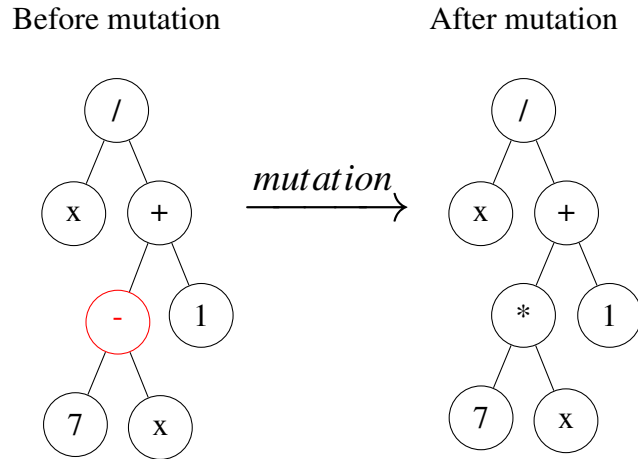 Before mutation
After mutation
/
/
mutation
x
+
x
+
-
1
*
1
7
x
7
x